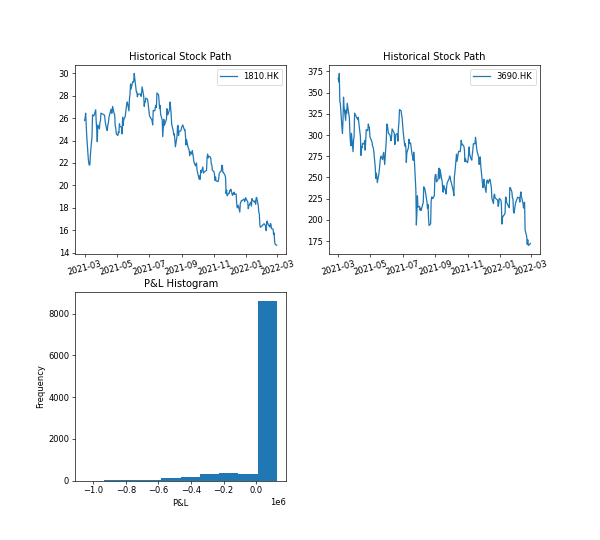 Historical Stock Path
30
28
26
24
22
20
18
16
14
1810.HK
2021-03 2021-05 2021-07 2021-09 2021-11 2022-01 2022-03
Historical Stock Path
375
350
325
300
275
250
225
200
175
3690.HK
2021-03 2021-05 2021-07 2021-09 2021-11 2022-01 2022-03
P&L Histogram
8000
6000
4000
2000
0
Frequency
−1.0 −0.8 −0.6 −0.4 −0.2 0.0
1e6
P&L